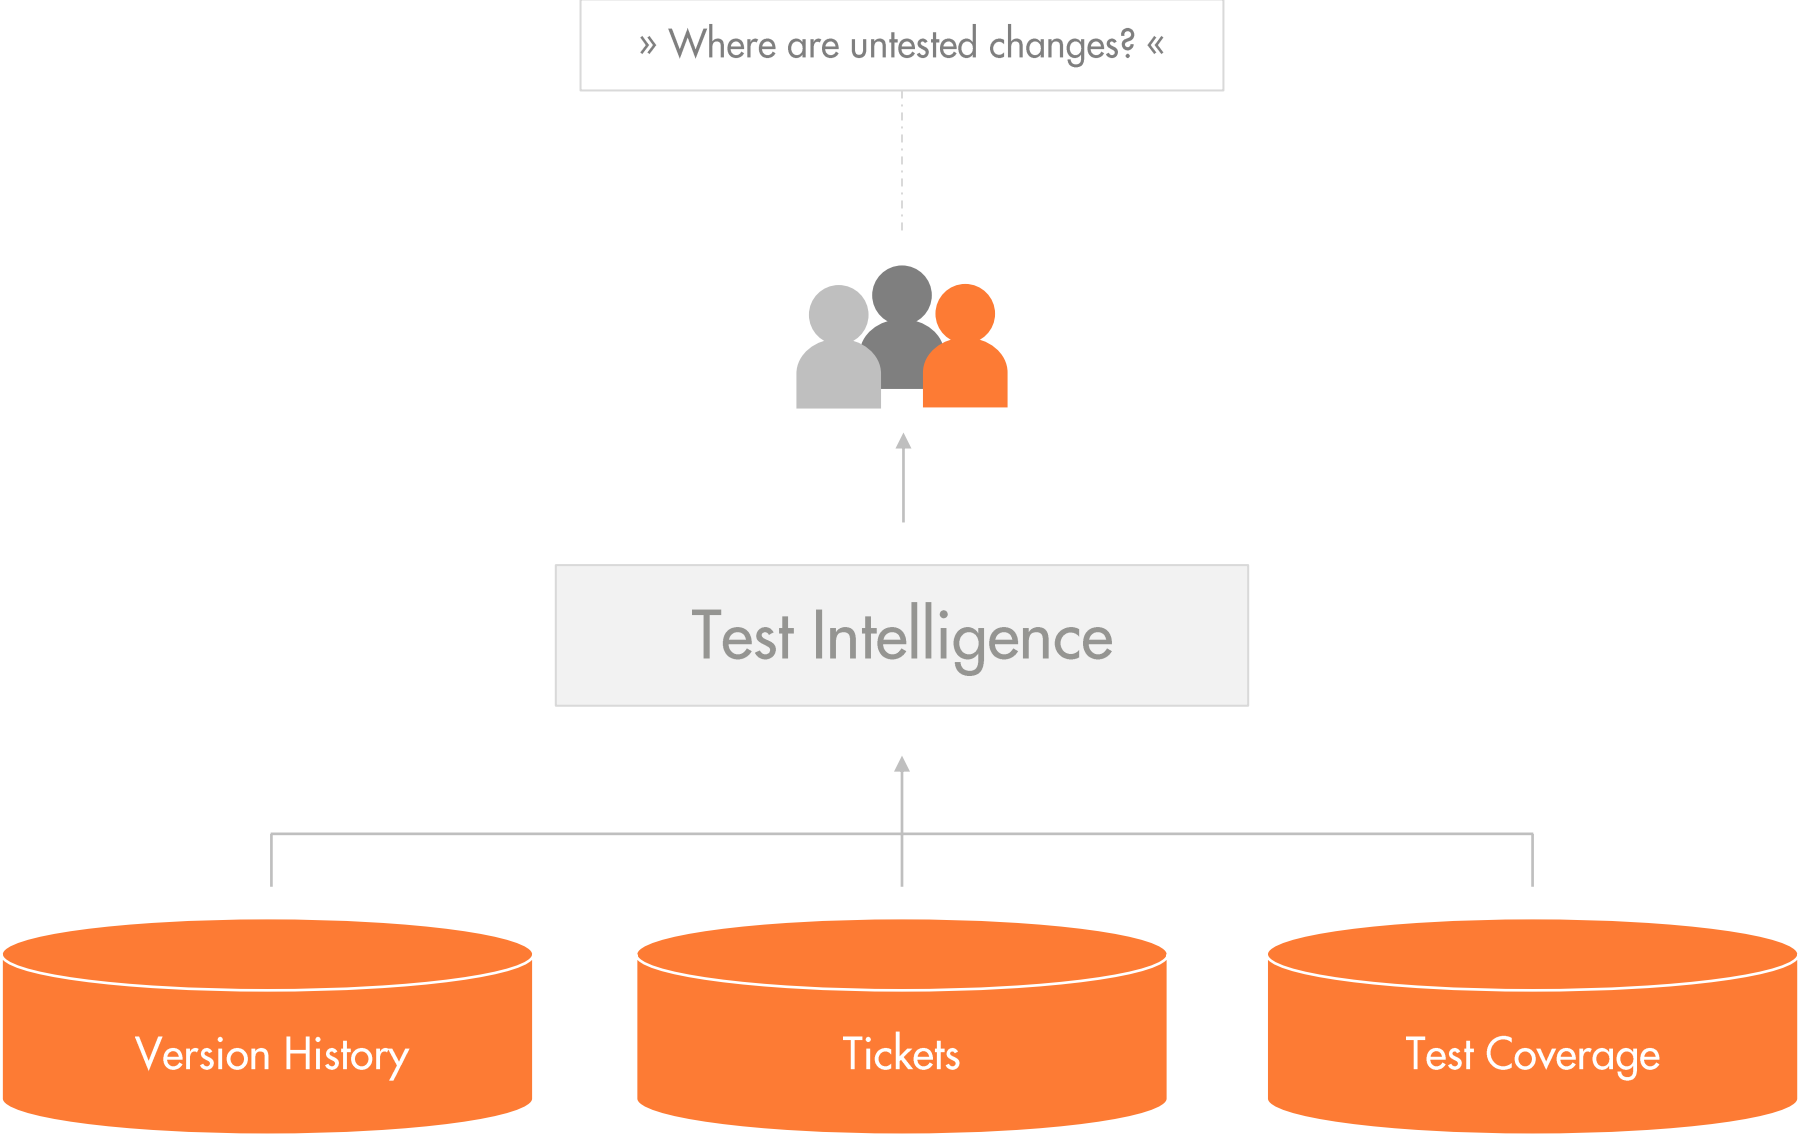 » Where are untested changes? «
Test Intelligence
Version History
Tickets
Test Coverage